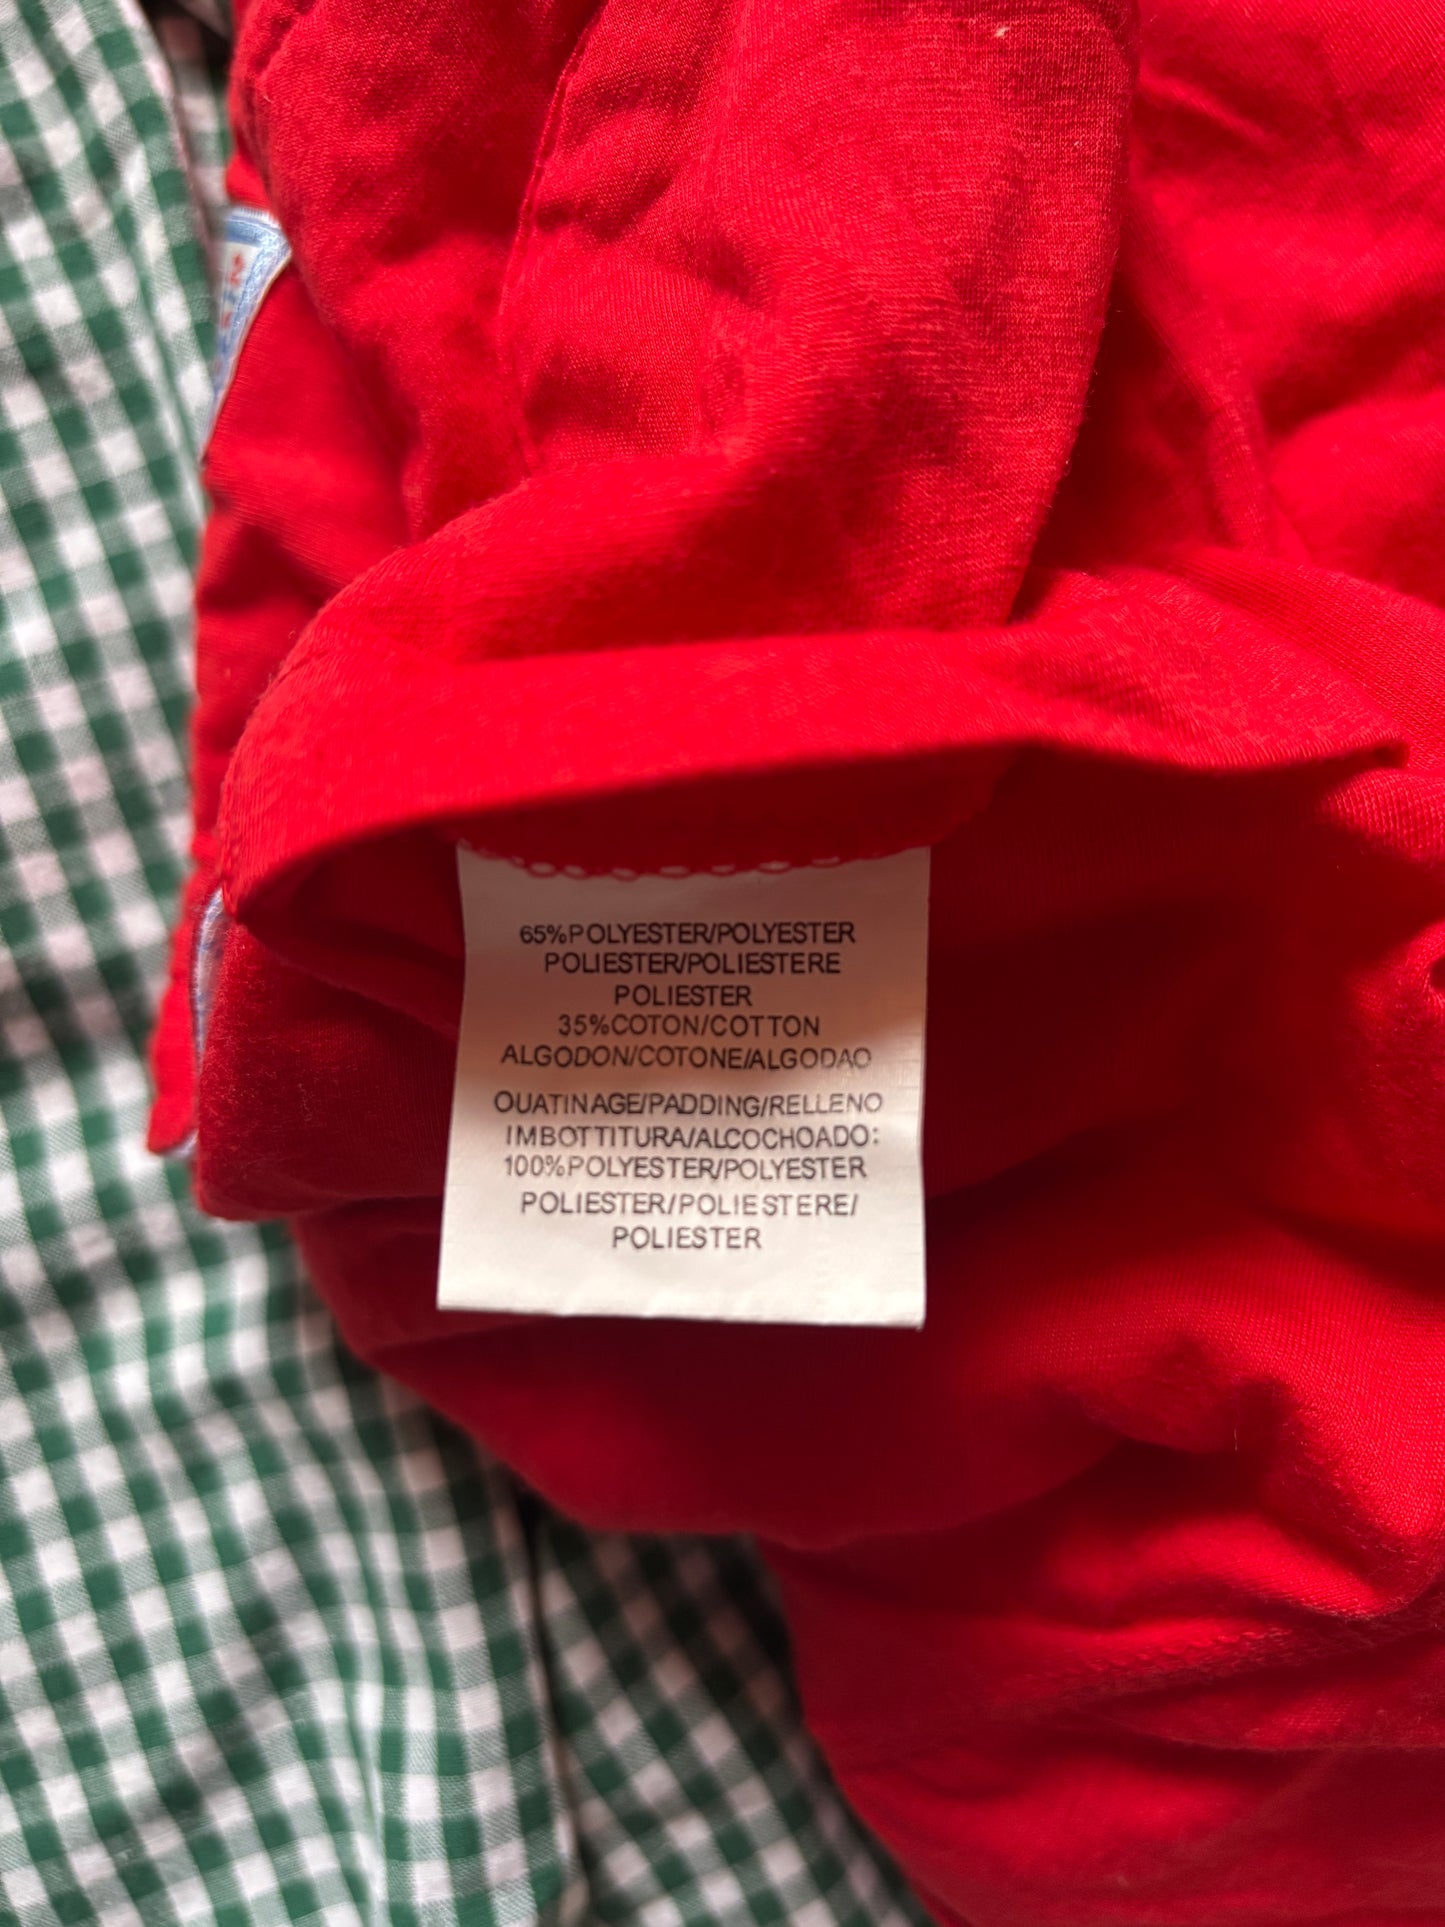 65%POLYESTER/POLYESTER
POLIESTER/POLIESTERE
POLIESTER
35%COTON/COTTON
ALGODON/COTONE/ALGODAO
OUATINAGE/PADDING/RELLENO
IMBOTTITURA/ALCOCHOADO:
100%POLYESTER/POLYESTER
POLIESTER/POLIESTERE/
POLIESTER